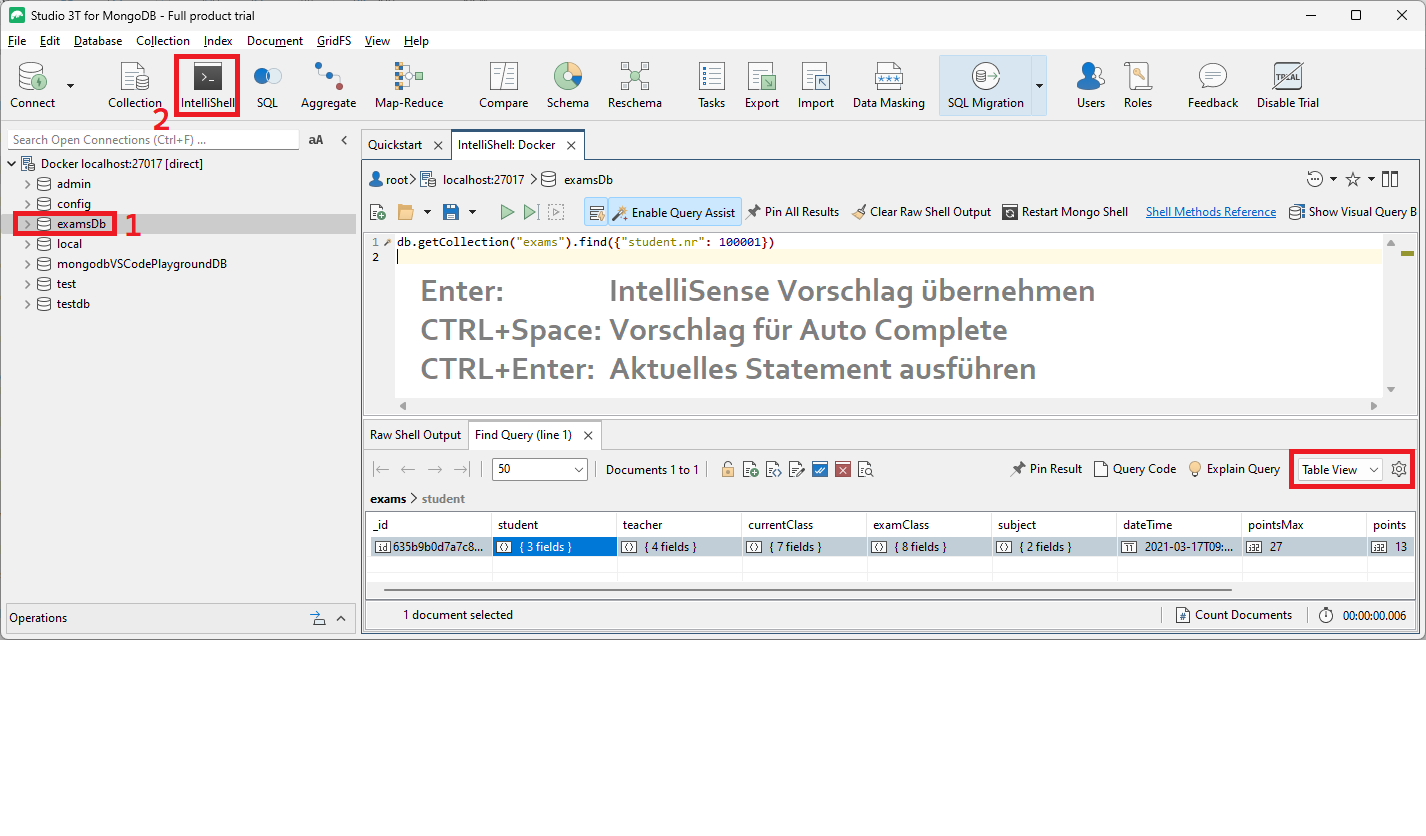 Studio 3T for MongoDB - Full product trial
File Edit Database Collection Index Document GridFS View Help
Connect Collection IntelliShell SQL Aggregate Map-Reduce Compare Schema Reschema Tasks Export Import Data Masking SQL Migration Users Roles Feedback Disable Trial
TRIAL
2
Search Open Connections (Ctrl+F) ... aA
Docker localhost:27017 [direct]
admin
config
examsDb 1
local
mongodbVSCodePlaygroundDB
test
testdb
Operations
Quickstart IntelliShell: Docker
root localhost:27017 examsDb
Enable Query Assist Pin All Results Clear Raw Shell Output Restart Mongo Shell Shell Methods Reference Show Visual Query B
1 db.getCollection("exams").find({"student.nr": 100001})
2
Enter: IntelliSense Vorschlag übernehmen
CTRL+Space: Vorschlag für Auto Complete
CTRL+Enter: Aktuelles Statement ausführen
Raw Shell Output Find Query (line 1)
50 Documents 1 to 1 Pin Result Query Code Explain Query Table View
exams > student
_id student teacher currentClass examClass subject dateTime pointsMax points
id 635b9b0d7a7c8... { 3 fields } { 4 fields } { 7 fields } { 8 fields } { 2 fields } 2021-03-17T09:... i32 27 i32 13
1 document selected Count Documents 00:00:00.006